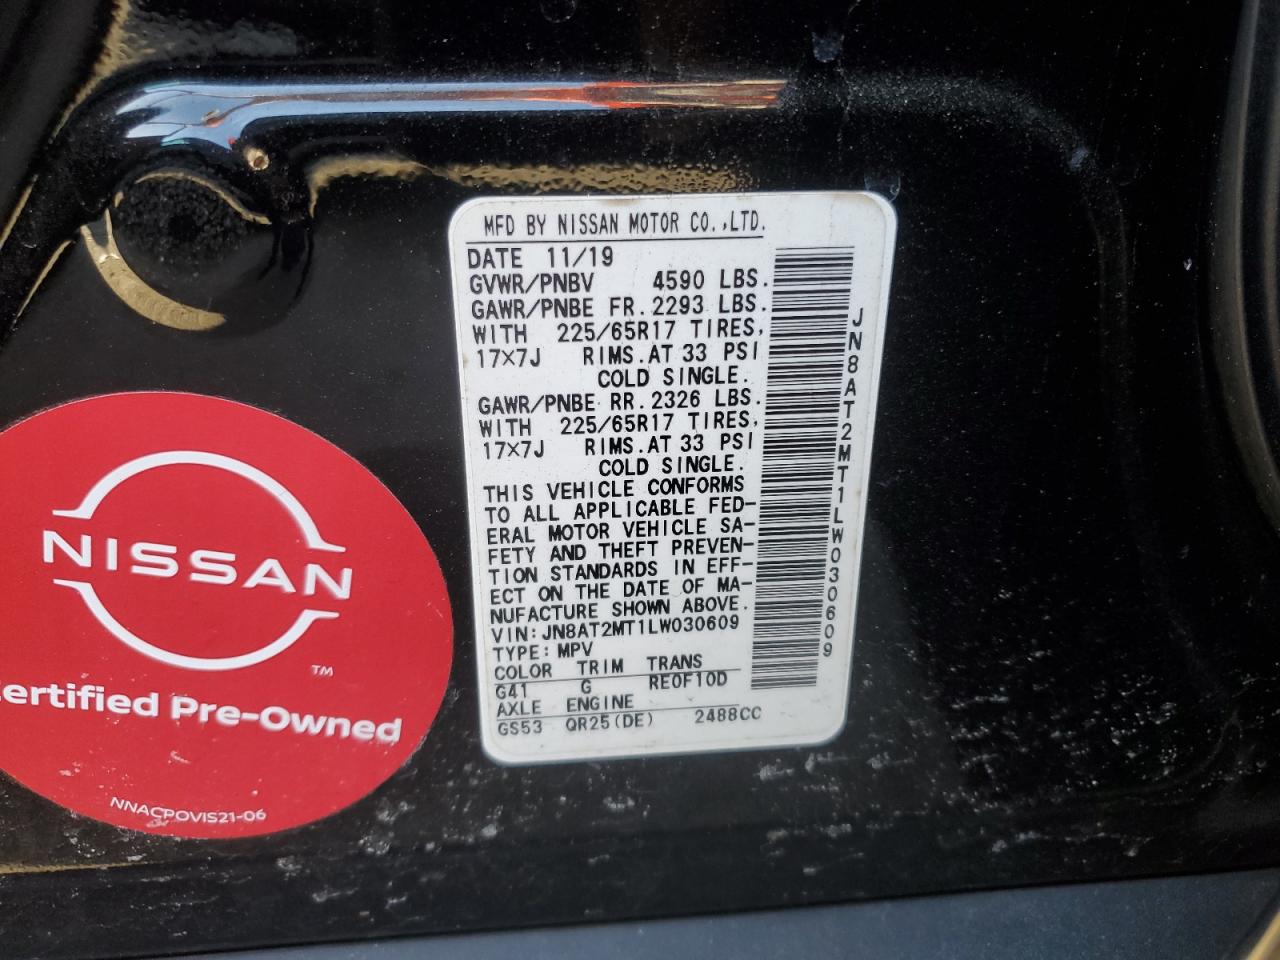 MFD BY NISSAN MOTOR CO.,LTD.
DATE 11/19
GVWR/PNBV 4590 LBS.
GAWR/PNBE FR. 2293 LBS.
WITH 225/65R17 TIRES,
17X7J RIMS. AT 33 PSI
COLD SINGLE.
GAWR/PNBE RR. 2326 LBS.
WITH 225/65R17 TIRES,
17X7J RIMS. AT 33 PSI
COLD SINGLE.
THIS VEHICLE CONFORMS
TO ALL APPLICABLE FED-
ERAL MOTOR VEHICLE SA-
FETY AND THEFT PREVEN-
TION STANDARDS IN EFF-
ECT ON THE DATE OF MA-
NUFACTURE SHOWN ABOVE.
VIN: JN8AT2MT1LW030609
TYPE: MPV
COLOR TRIM TRANS
G41 G RE0F10D
AXLE ENGINE
GS53 QR25(DE) 2488CC
JN8AT2MT1LW030609
NISSAN
TM
ertified Pre-Owned
NNACPOVIS21-06